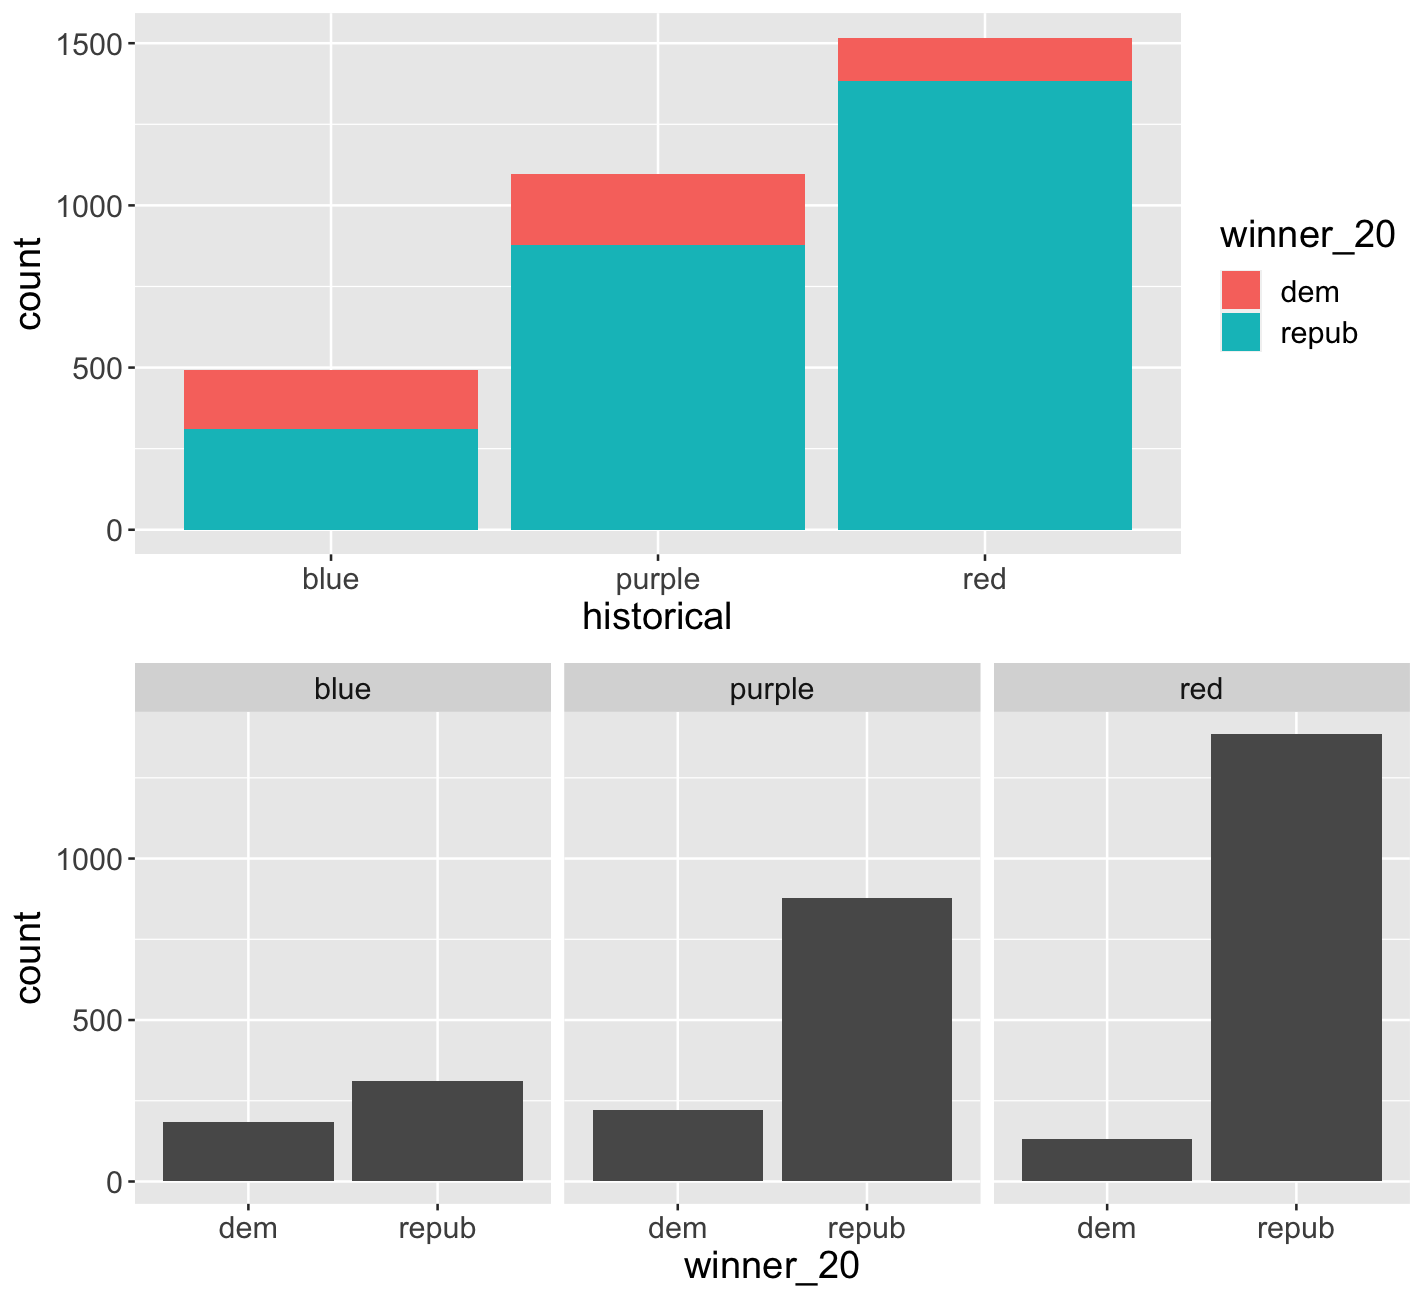 1500
1000
500
0
count
blue purple red
historical
winner_20
dem
repub
blue purple red
1000
500
0
count
dem repub dem repub dem repub
winner_20